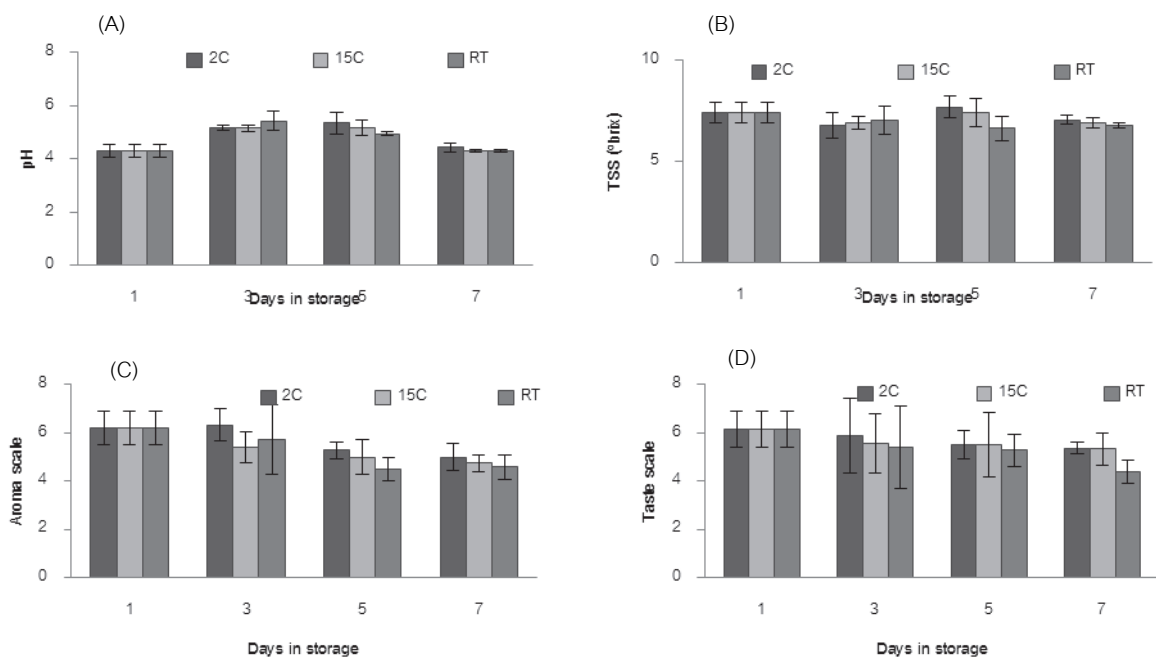 (A)
8
2C 15C RT
6
4
2
0
pH
1 3 5 7
Days in storage
(B)
10
2C 15C RT
5
0
TSS (ºbrix)
1 3 5 7
Days in storage
(C)
8
2C 15C RT
6
4
2
0
Aroma scale
1 3 5 7
Days in storage
(D)
8
2C 15C RT
6
4
2
0
Taste scale
1 3 5 7
Days in storage